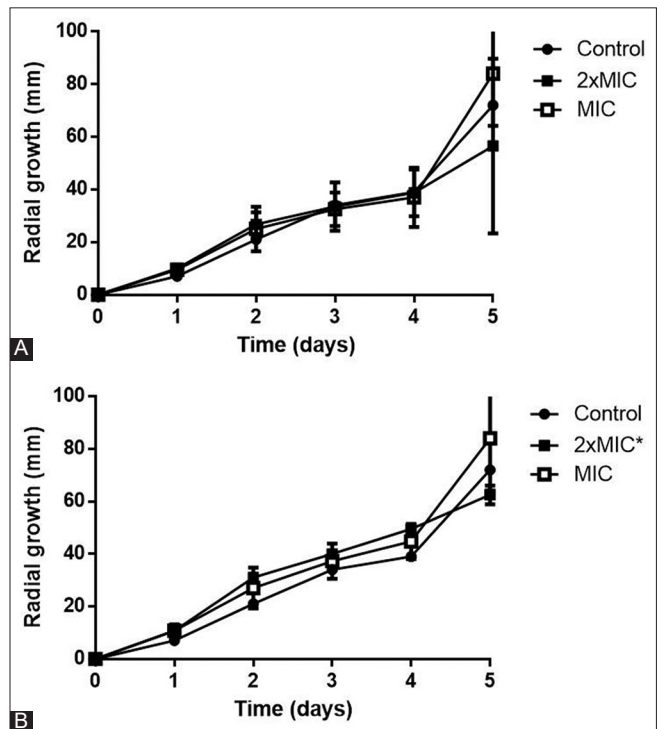 100
80
60
40
20
0
Radial growth (mm)
0 1 2 3 4 5
Time (days)
Control
2xMIC
MIC
A
100
80
60
40
20
0
Radial growth (mm)
0 1 2 3 4 5
Time (days)
Control
2xMIC*
MIC
B